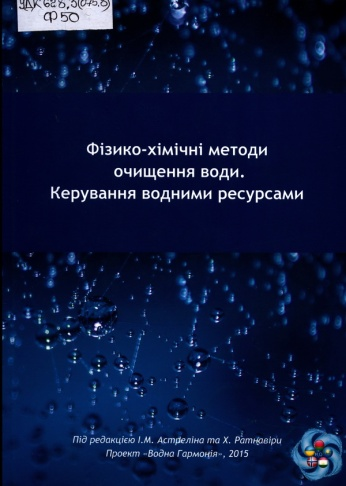 УДК 628,3(075.8)
Ф50
Фізико-хімічні методи
очищення води.
Керування водними ресурсами
Під редакцією І.М. Астреліна та Х. Ратнавіри
Проект «Водна Гармонія», 2015